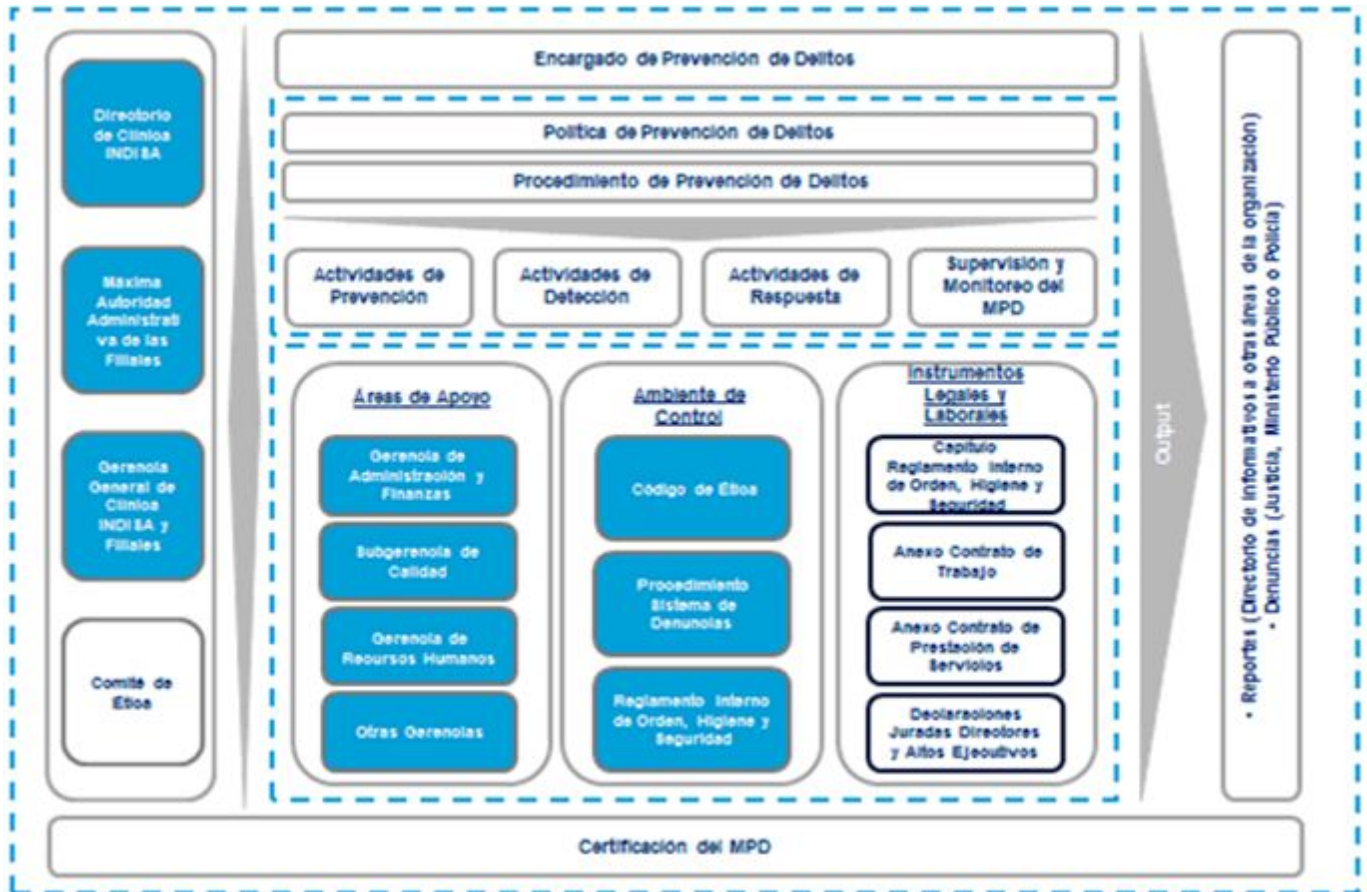 Directorio
de Clínica
INDISA
Máxima
Autoridad
Administrati
va de las
Filiales
Gerencia
General de
Clínica
INDISA y
Filiales
Comité de
Ética
Encargado de Prevención de Delitos
Política de Prevención de Delitos
Procedimiento de Prevención de Delitos
Actividades de
Prevención
Actividades de
Detección
Actividades de
Respuesta
Supervisión y
Monitoreo del
MPD
Áreas de Apoyo
Gerencia de
Administración y
Finanzas
Subgerencia de
Calidad
Gerencia de
Recursos Humanos
Otras Gerencias
Ambiente de
Control
Código de Ética
Procedimiento
Sistema de
Denuncias
Reglamento Interno
de Orden, Higiene y
Seguridad
Instrumentos
Legales y
Laborales
Capítulo
Reglamento Interno
de Orden, Higiene y
Seguridad
Anexo Contrato de
Trabajo
Anexo Contrato de
Prestación de
Servicios
Declaraciones
Juradas Directores
y Altos Ejecutivos
Output
• Reportes (Directorio de informativos a otras áreas de la organización)
• Denuncias (Justicia, Ministerio Público o Policía)
Certificación del MPD